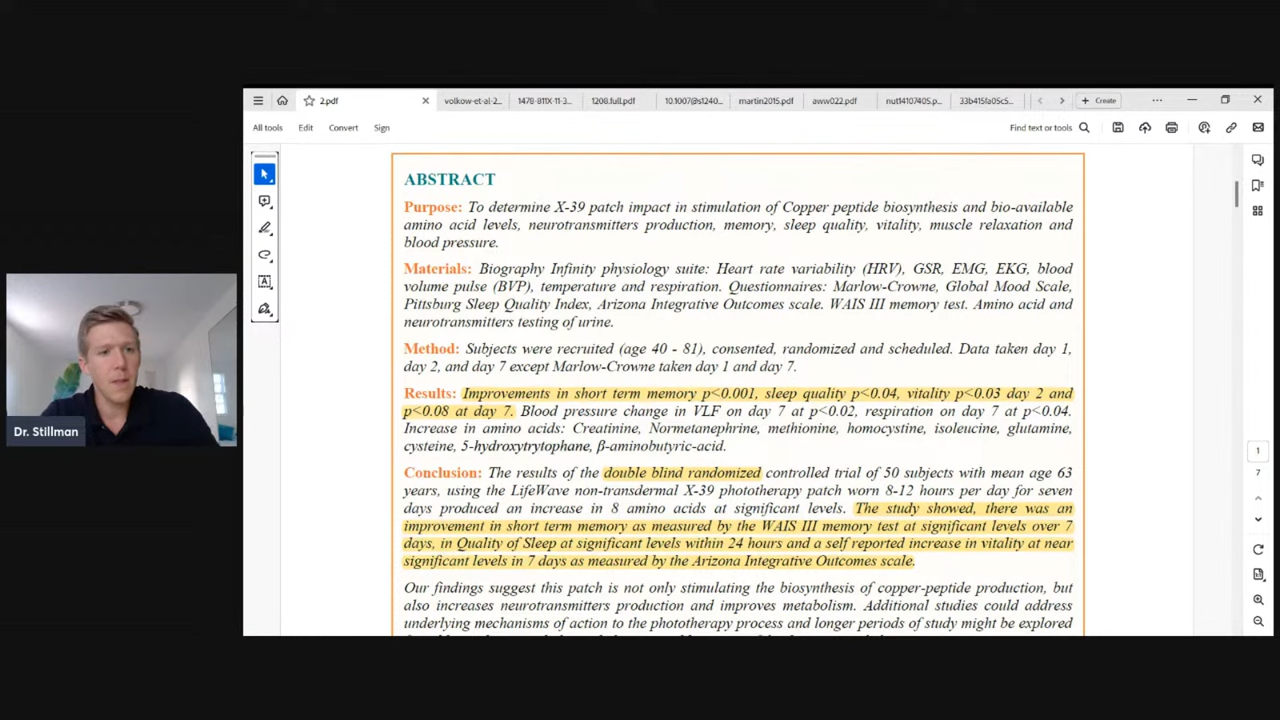 2.pdf
volkow-et-al-2...
1478-811X-11-3...
1208.full.pdf
10.1007@s1240...
martin2015.pdf
aww022.pdf
nut14107405.p...
33b415fa05c5...
Create
All tools
Edit
Convert
Sign
Find text or tools
ABSTRACT
Purpose: To determine X-39 patch impact in stimulation of Copper peptide biosynthesis and bio-available
amino acid levels, neurotransmitters production, memory, sleep quality, vitality, muscle relaxation and
blood pressure.
Materials: Biography Infinity physiology suite: Heart rate variability (HRV), GSR, EMG, EKG, blood
volume pulse (BVP), temperature and respiration. Questionnaires: Marlow-Crowne, Global Mood Scale,
Pittsburg Sleep Quality Index, Arizona Integrative Outcomes scale. WAIS III memory test. Amino acid and
neurotransmitters testing of urine.
Method: Subjects were recruited (age 40 - 81), consented, randomized and scheduled. Data taken day 1,
day 2, and day 7 except Marlow-Crowne taken day 1 and day 7.
Results: Improvements in short term memory p<0.001, sleep quality p<0.04, vitality p<0.03 day 2 and
p<0.08 at day 7. Blood pressure change in VLF on day 7 at p<0.02, respiration on day 7 at p<0.04.
Increase in amino acids: Creatinine, Normetanephrine, methionine, homocystine, isoleucine, glutamine,
cysteine, 5-hydroxytrytophane, β-aminobutyric-acid.
Conclusion: The results of the double blind randomized controlled trial of 50 subjects with mean age 63
years, using the LifeWave non-transdermal X-39 phototherapy patch worn 8-12 hours per day for seven
days produced an increase in 8 amino acids at significant levels. The study showed, there was an
improvement in short term memory as measured by the WAIS III memory test at significant levels over 7
days, in Quality of Sleep at significant levels within 24 hours and a self reported increase in vitality at near
significant levels in 7 days as measured by the Arizona Integrative Outcomes scale.
Our findings suggest this patch is not only stimulating the biosynthesis of copper-peptide production, but
also increases neurotransmitters production and improves metabolism. Additional studies could address
underlying mechanisms of action to the phototherapy process and longer periods of study might be explored
Dr. Stillman
1
7